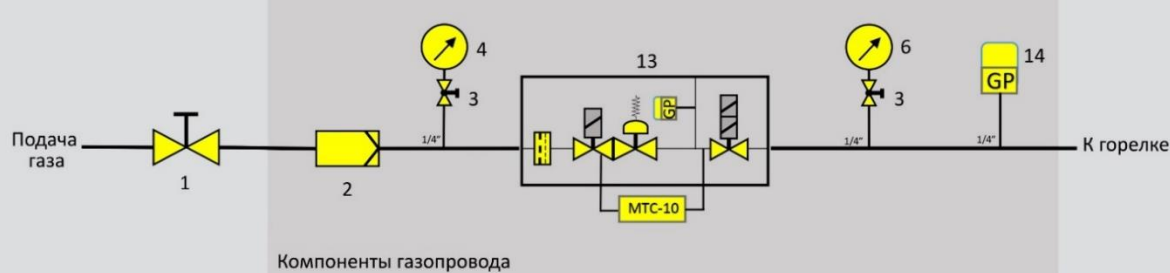 4
6
14
13
GP
3
GP
3
Подача
газа
1/4"
1/4"
1/4"
К горелке
1
2
МТС-10
Компоненты газопровода